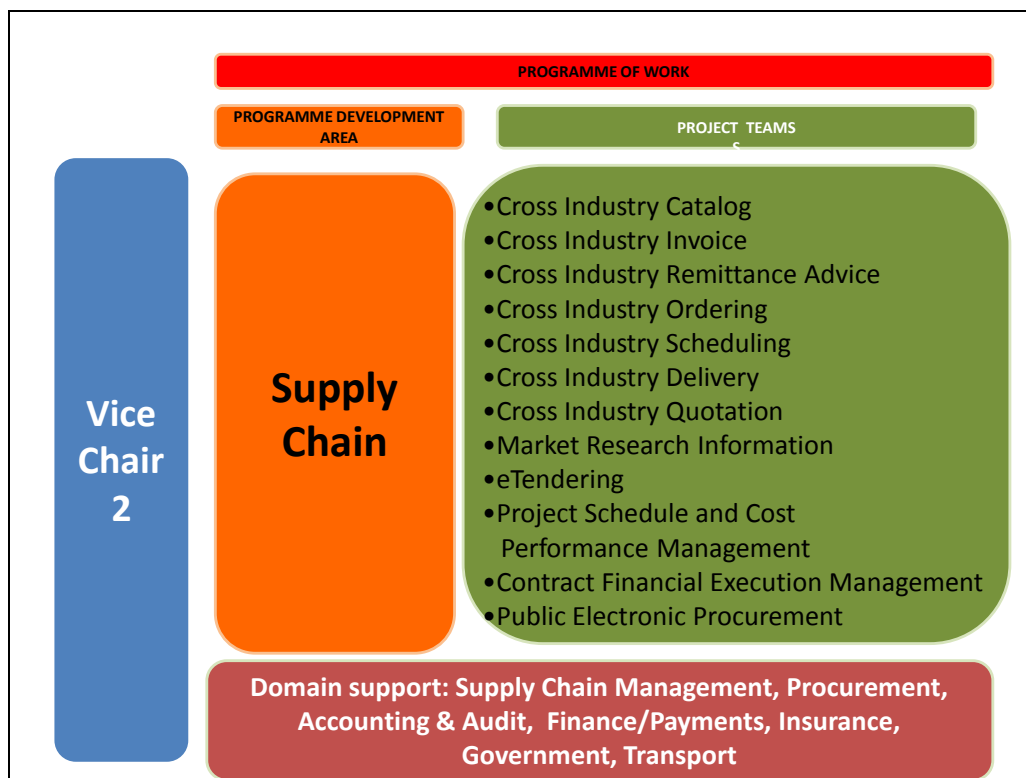 PROGRAMME OF WORK
PROGRAMME DEVELOPMENT
AREA
PROJECT TEAMS
S
Vice
Chair
2
Supply
Chain
•Cross Industry Catalog
•Cross Industry Invoice
•Cross Industry Remittance Advice
•Cross Industry Ordering
•Cross Industry Scheduling
•Cross Industry Delivery
•Cross Industry Quotation
•Market Research Information
•eTendering
•Project Schedule and Cost
Performance Management
•Contract Financial Execution Management
•Public Electronic Procurement
Domain support: Supply Chain Management, Procurement,
Accounting & Audit, Finance/Payments, Insurance,
Government, Transport